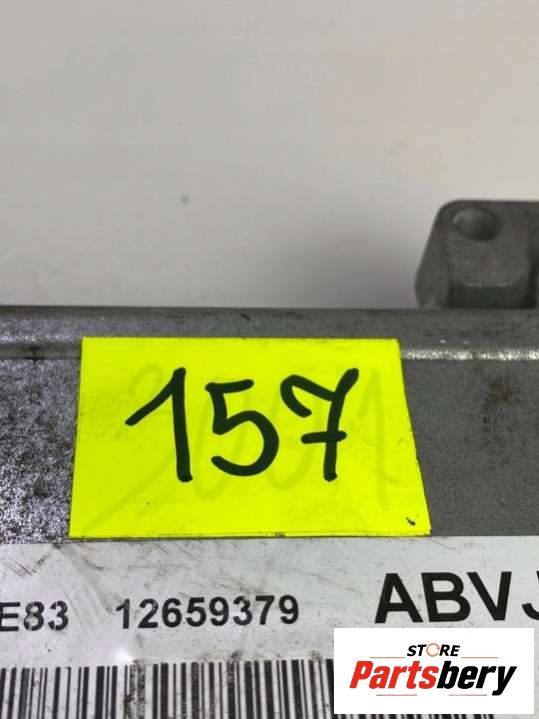 157
E83 12659379 ABVJ
STORE
Partsbery